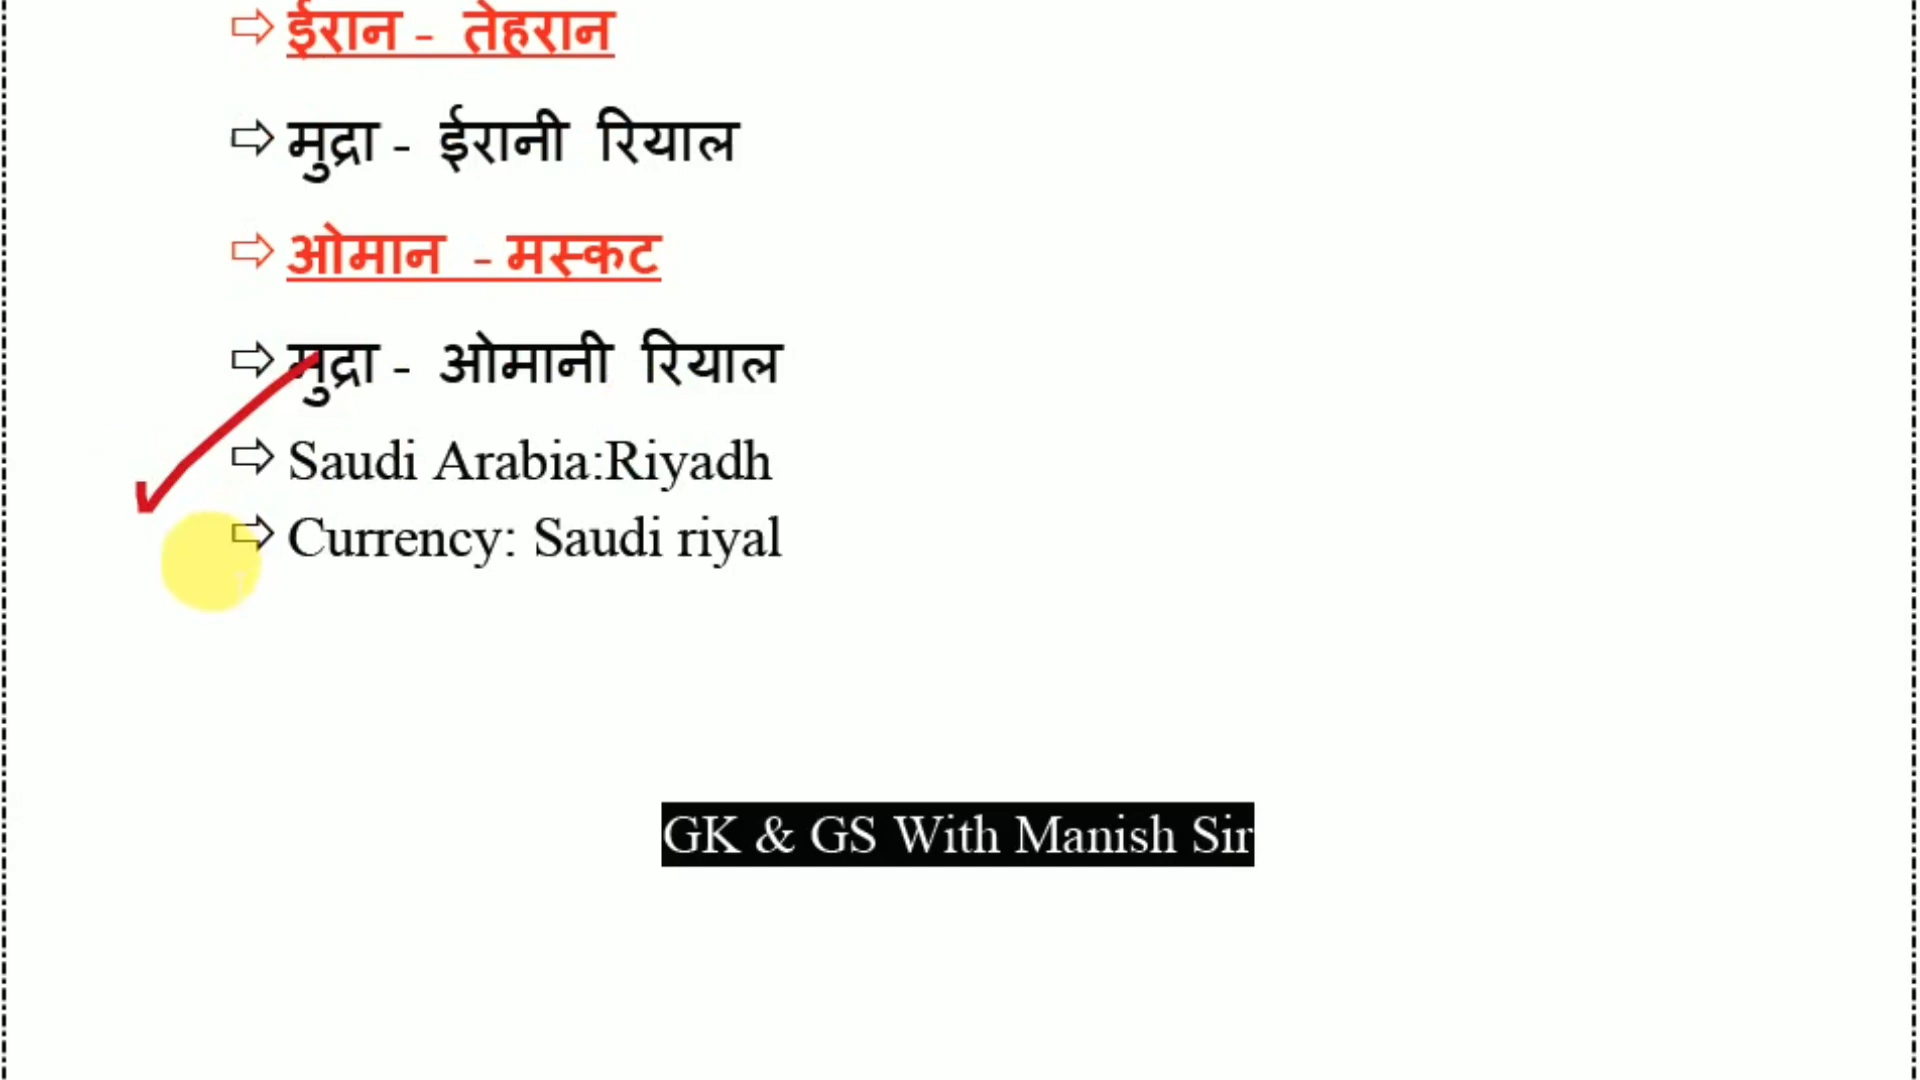 ईरान - तेहरान
मुद्रा - ईरानी रियाल
ओमान - मस्कट
मुद्रा - ओमानी रियाल
Saudi Arabia:Riyadh
Currency: Saudi riyal
GK & GS With Manish Sir